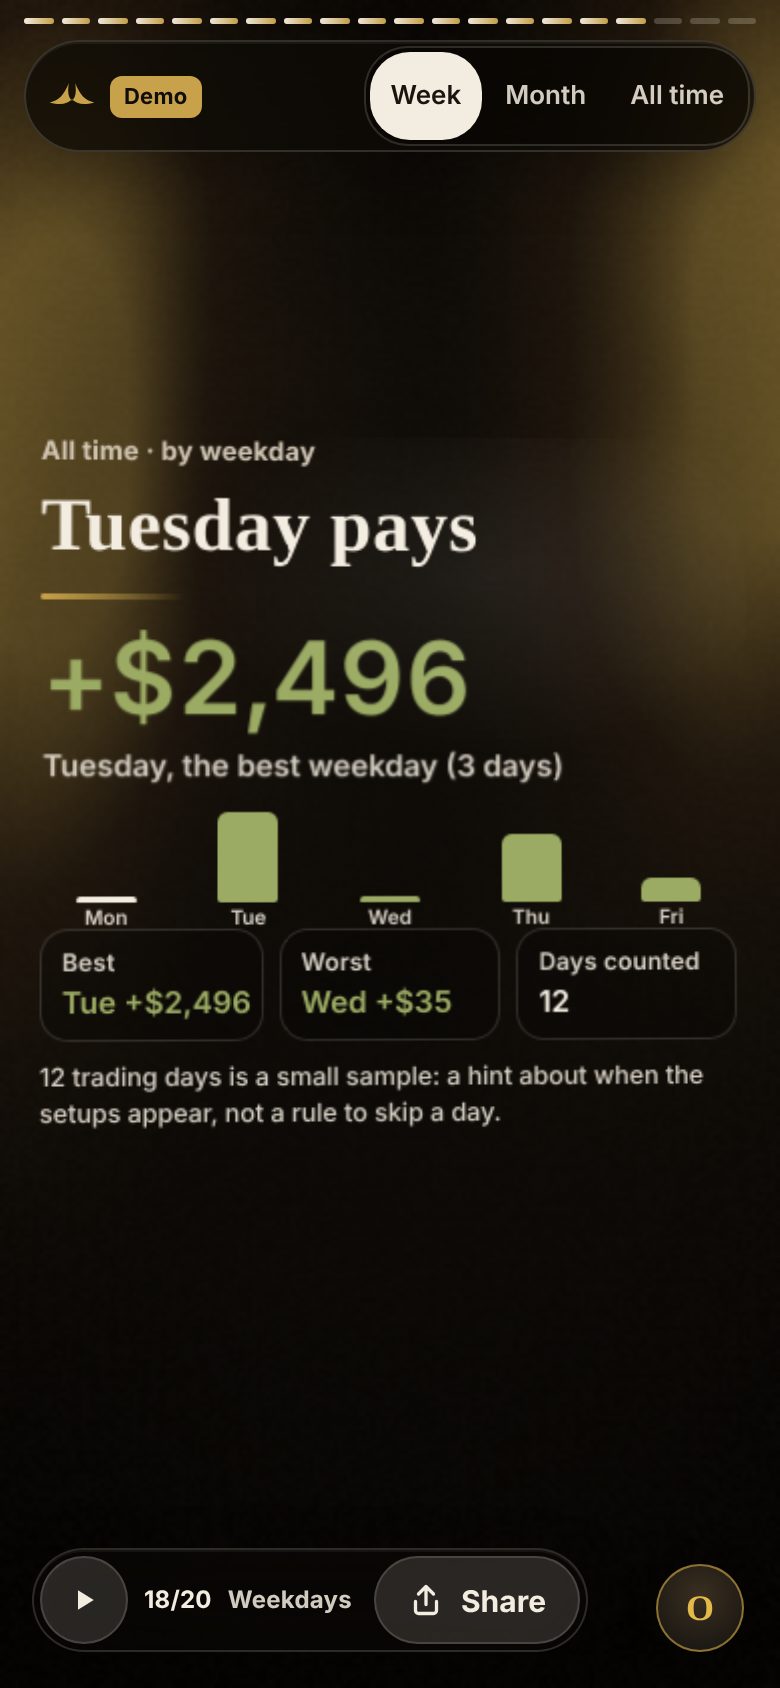 Demo
Week Month All time
All time · by weekday
Tuesday pays
+$2,496
Tuesday, the best weekday (3 days)
Mon Tue Wed Thu Fri
Best
Tue +$2,496
Worst
Wed +$35
Days counted
12
12 trading days is a small sample: a hint about when the
setups appear, not a rule to skip a day.
18/20 Weekdays Share
O